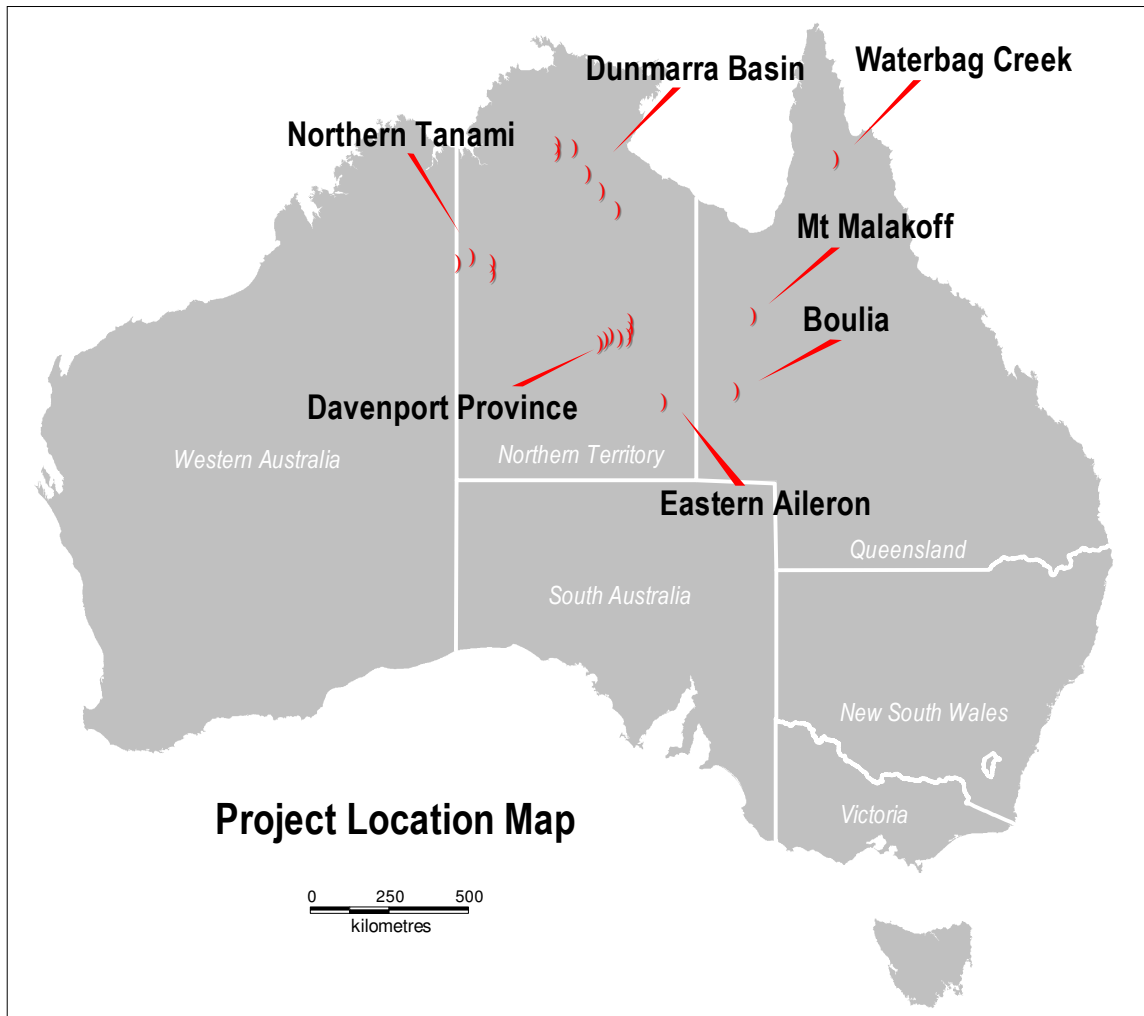 Waterbag Creek
Dunmarra Basin
Northern Tanami
Mt Malakoff
Boulia
Davenport Province
Western Australia
Northern Territory
Eastern Aileron
Queensland
South Australia
New South Wales
Project Location Map
Victoria
0 250 500
kilometres